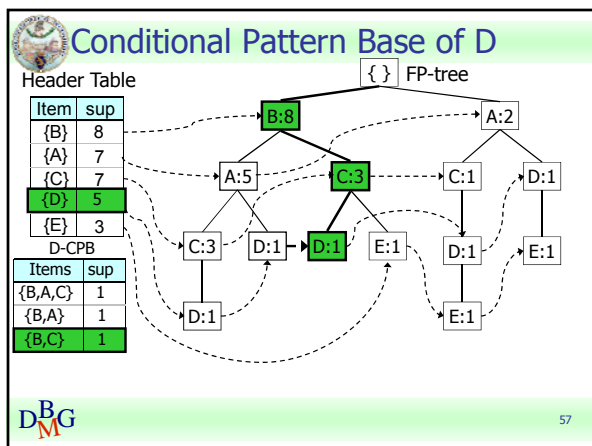 Conditional Pattern Base of D
Header Table
{ } FP-tree
Item sup
{B} 8
{A} 7
{C} 7
{D} 5
{E} 3
B:8 A:2
A:5 C:3 C:1 D:1
C:3 D:1 D:1 E:1 D:1 E:1
D:1 E:1
D-CPB
Items sup
{B,A,C} 1
{B,A} 1
{B,C} 1
DBMG
57